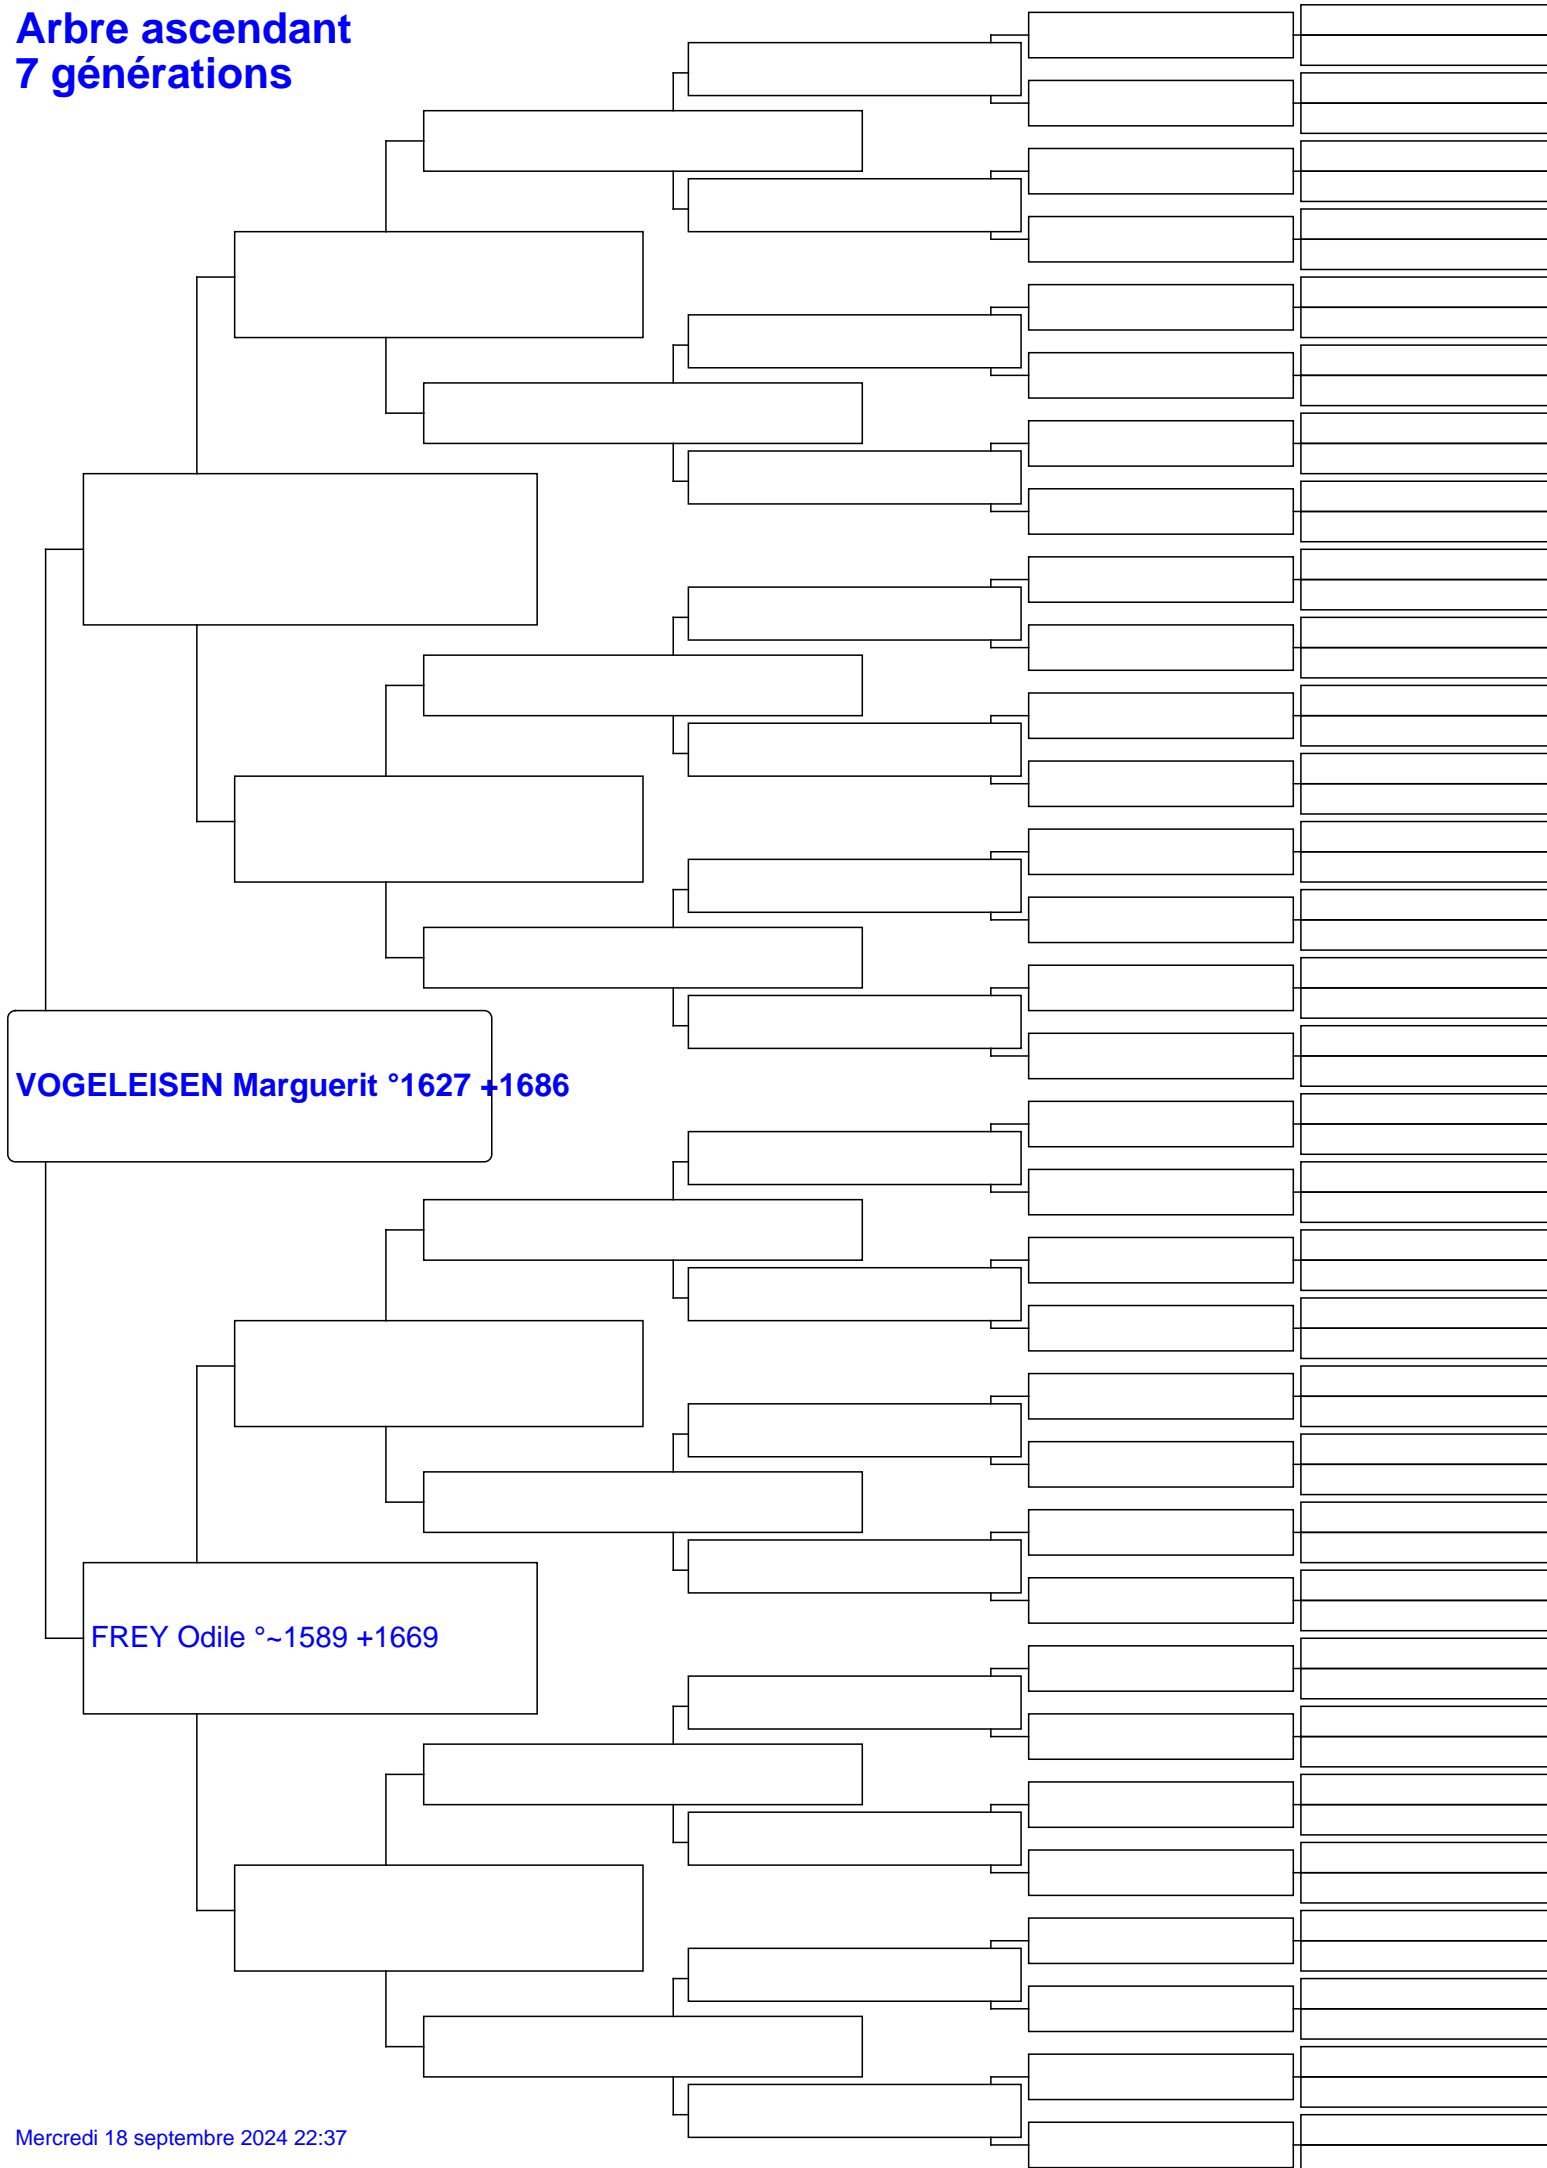 Arbre ascendant
7 générations
VOGELEISEN Marguerit °1627 +1686
FREY Odile °~1589 +1669
Mercredi 18 septembre 2024 22:37